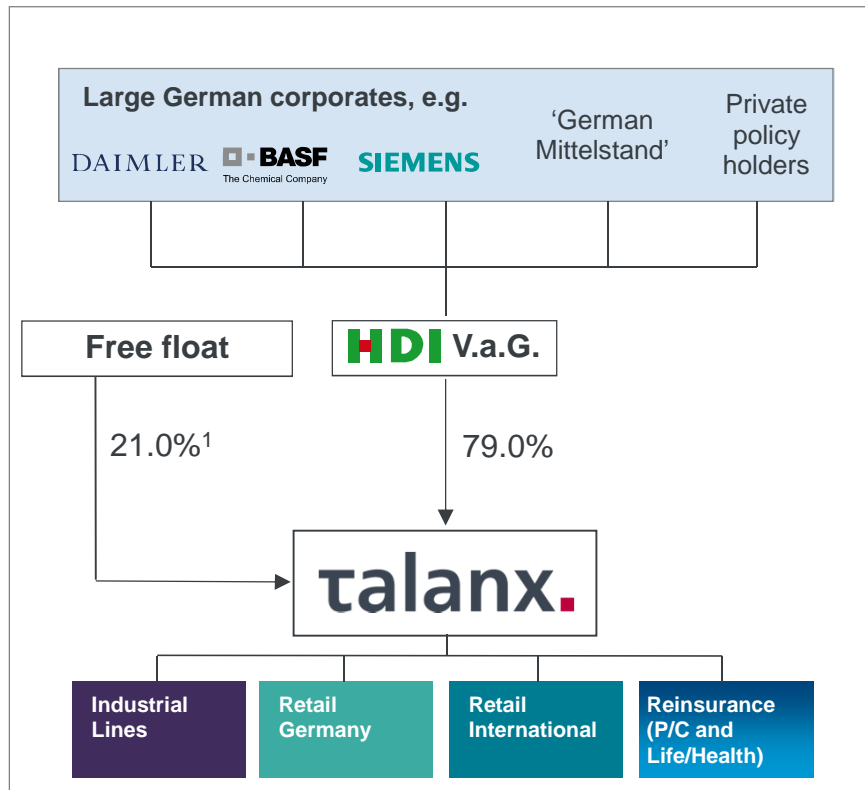 Large German corporates, e.g.
DAIMLER
BASF
The Chemical Company
SIEMENS
‘German
Mittelstand’
Private
policy
holders
Free float
HDI V.a.G.
21.0%¹
79.0%
talanx.
Industrial
Lines
Retail
Germany
Retail
International
Reinsurance
(P/C and
Life/Health)